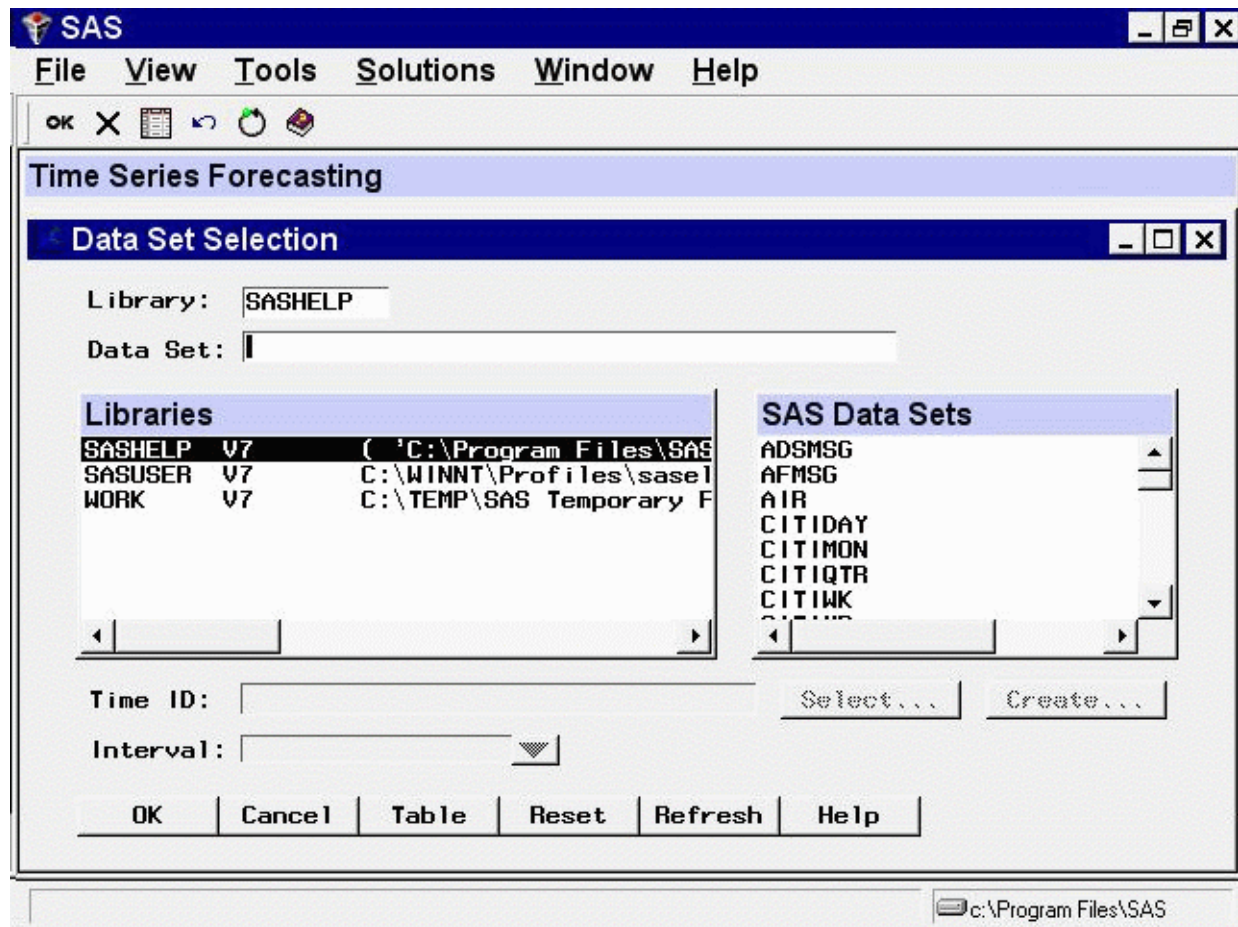 SAS
File View Tools Solutions Window Help
OK
Time Series Forecasting
Data Set Selection
Library: SASHELP
Data Set:
Libraries
SASHELP V7 ( 'C:\Program Files\SAS
SASUSER V7 C:\WINNT\Profiles\sasel
WORK V7 C:\TEMP\SAS Temporary F
SAS Data Sets
ADSMSG
AFMSG
AIR
CITIDAY
CITIMON
CITIQTR
CITIWK
Time ID: Select... Create...
Interval:
OK Cancel Table Reset Refresh Help
c:\Program Files\SAS